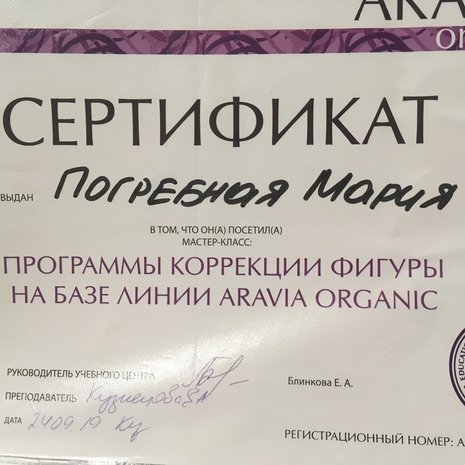 СЕРТИФИКАТ
ВЫДАН Погребная Мария
В ТОМ, ЧТО ОН(А) ПОСЕТИЛ(А)
МАСТЕР-КЛАСС:
ПРОГРАММЫ КОРРЕКЦИИ ФИГУРЫ
НА БАЗЕ ЛИНИИ ARAVIA ORGANIC
РУКОВОДИТЕЛЬ УЧЕБНОГО ЦЕНТРА
Блинкова Е. А.
ПРЕПОДАВАТЕЛЬ
ДАТА 24.09.19
РЕГИСТРАЦИОННЫЙ НОМЕР: А